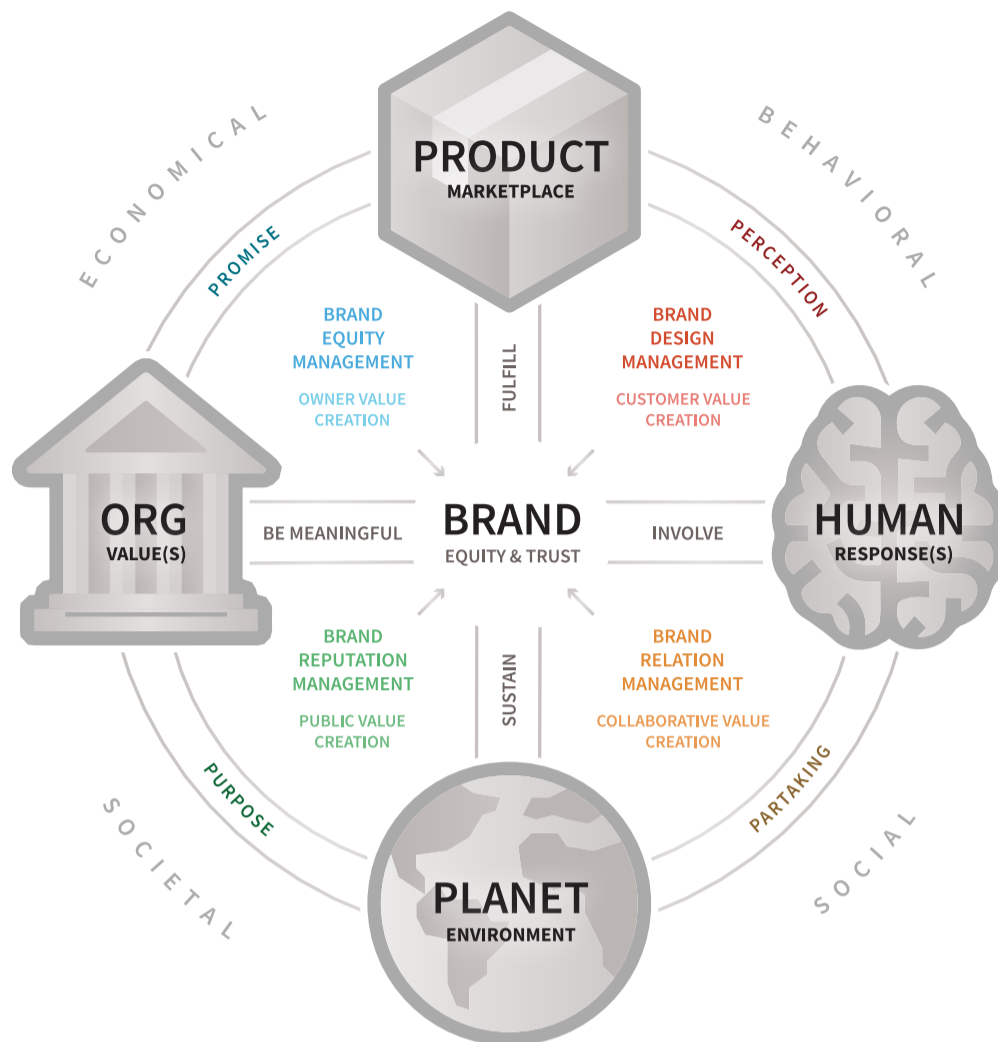 ECONOMICAL
BEHAVIORAL
PRODUCT
MARKETPLACE
PROMISE
PERCEPTION
BRAND
EQUITY
MANAGEMENT
OWNER VALUE
CREATION
FULFILL
BRAND
DESIGN
MANAGEMENT
CUSTOMER VALUE
CREATION
ORG
VALUE(S)
BE MEANINGFUL
BRAND
EQUITY & TRUST
INVOLVE
HUMAN
RESPONSE(S)
BRAND
REPUTATION
MANAGEMENT
PUBLIC VALUE
CREATION
SUSTAIN
BRAND
RELATION
MANAGEMENT
COLLABORATIVE VALUE
CREATION
PURPOSE
PARTAKING
SOCIETAL
SOCIAL
PLANET
ENVIRONMENT